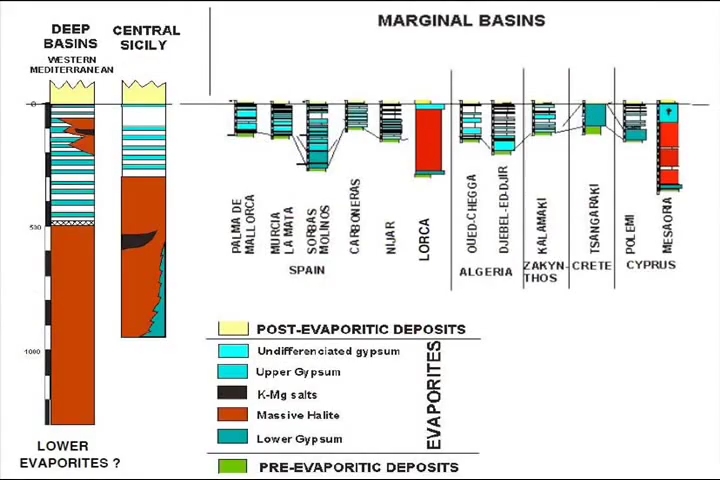 MARGINAL BASINS
DEEP
BASINS
WESTERN
MEDITERRANEAN
CENTRAL
SICILY
0
500
1000
PALMA DE
MALLORCA
MURCIA
LA MATA
SORBAS
MOLINOS
CARBONERAS
NIJAR
LORCA
OUED-CHEGGA
DJEBEL-ED-DJIR
KALAMAKI
TSANGARAKI
POLEMI
MESAORIA
SPAIN
ALGERIA
ZAKYN-
THOS
CRETE
CYPRUS
POST-EVAPORITIC DEPOSITS
Undifferenciated gypsum
Upper Gypsum
K-Mg salts
Massive Halite
Lower Gypsum
EVAPORITES
PRE-EVAPORITIC DEPOSITS
LOWER
EVAPORITES ?